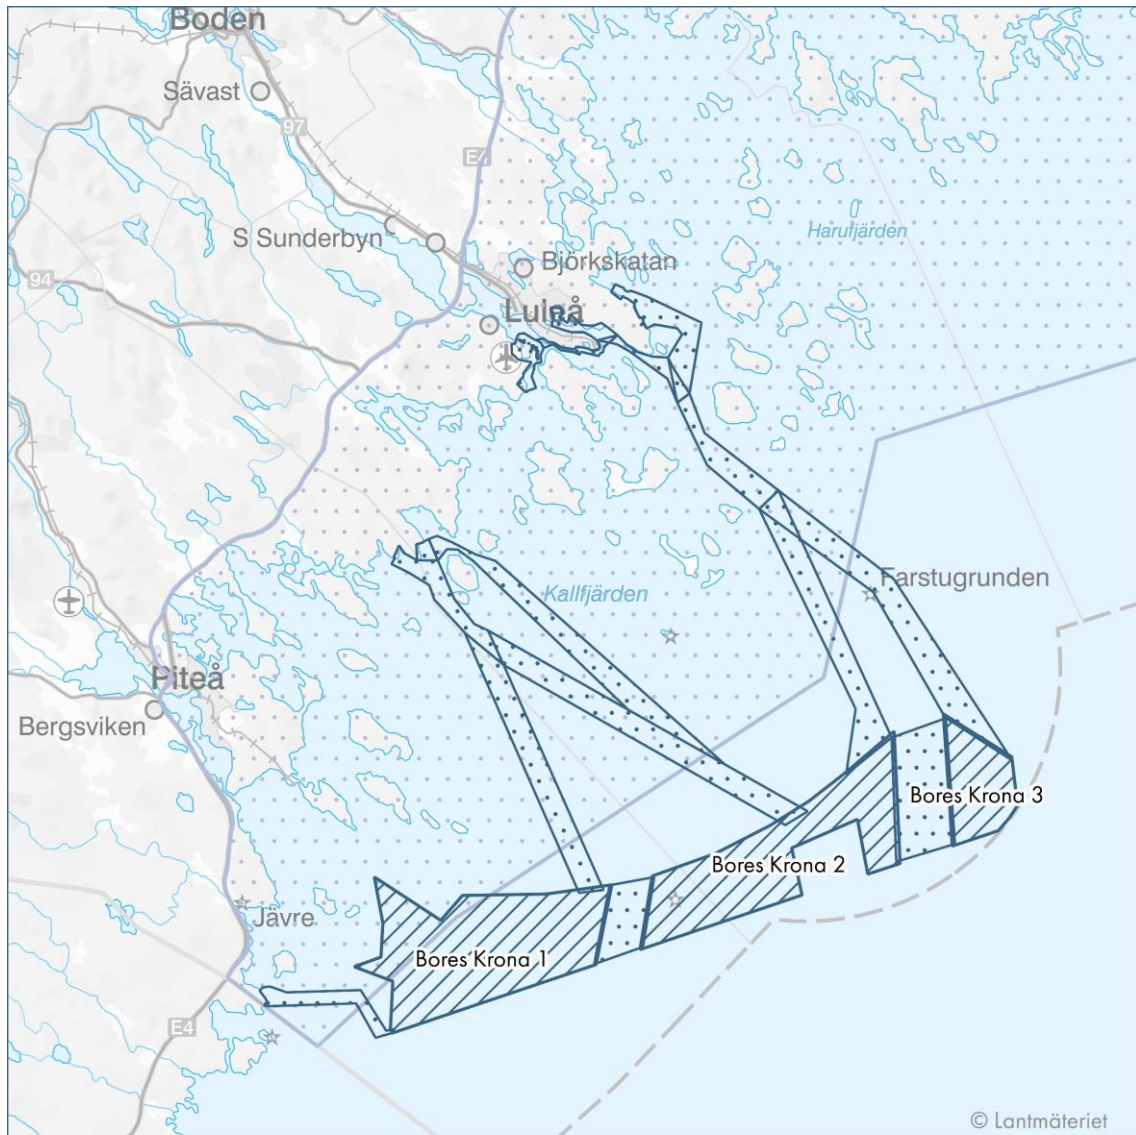 Boden
Sävast
97
E4
S Sunderbyn
Harufjärden
Björkskatan
94
Luleå
Kallfjärden
Farstugrunden
Piteå
Bergsviken
Bores Krona 3
Bores Krona 2
Jävre
Bores Krona 1
E4
© Lantmäteriet